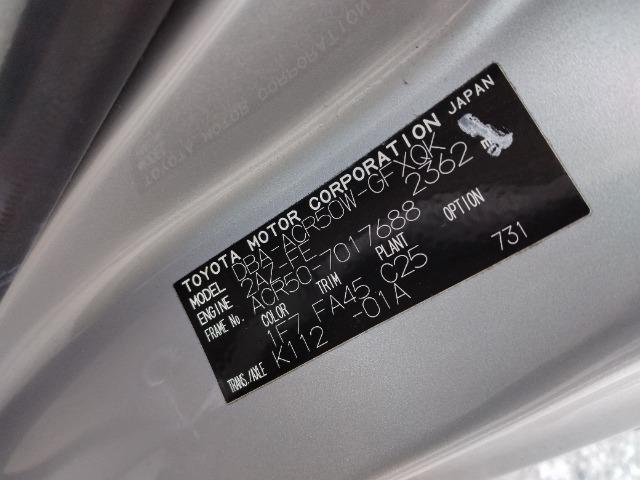 TOYOTA MOTOR CORPORATION JAPAN
MODEL DBA-ACR50W-GFXQK
ENGINE 2AZ-FE 2362
FRAME No. ACR50-7017688
COLOR TRIM PLANT OPTION
1F7 FA45 C25 731
TRANS./AXLE K112 -01A